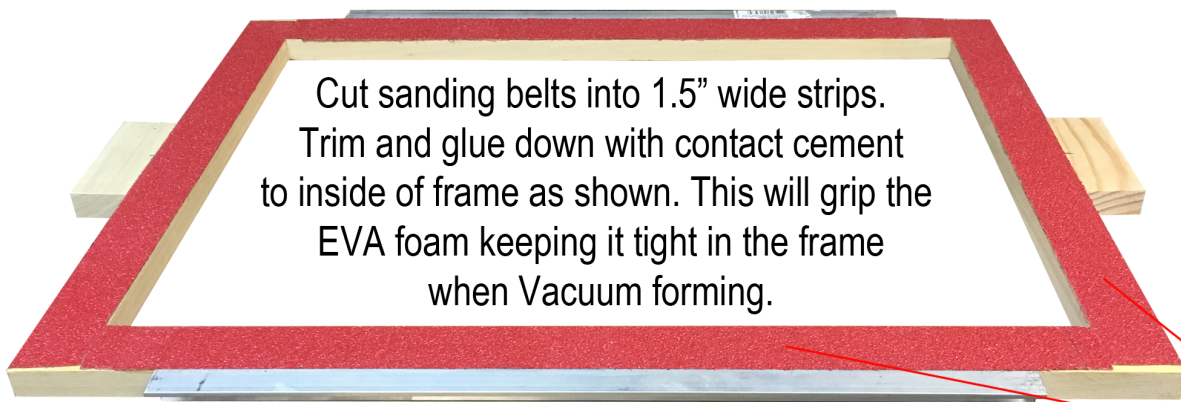 Cut sanding belts into 1.5” wide strips.
Trim and glue down with contact cement
to inside of frame as shown. This will grip the
EVA foam keeping it tight in the frame
when Vacuum forming.